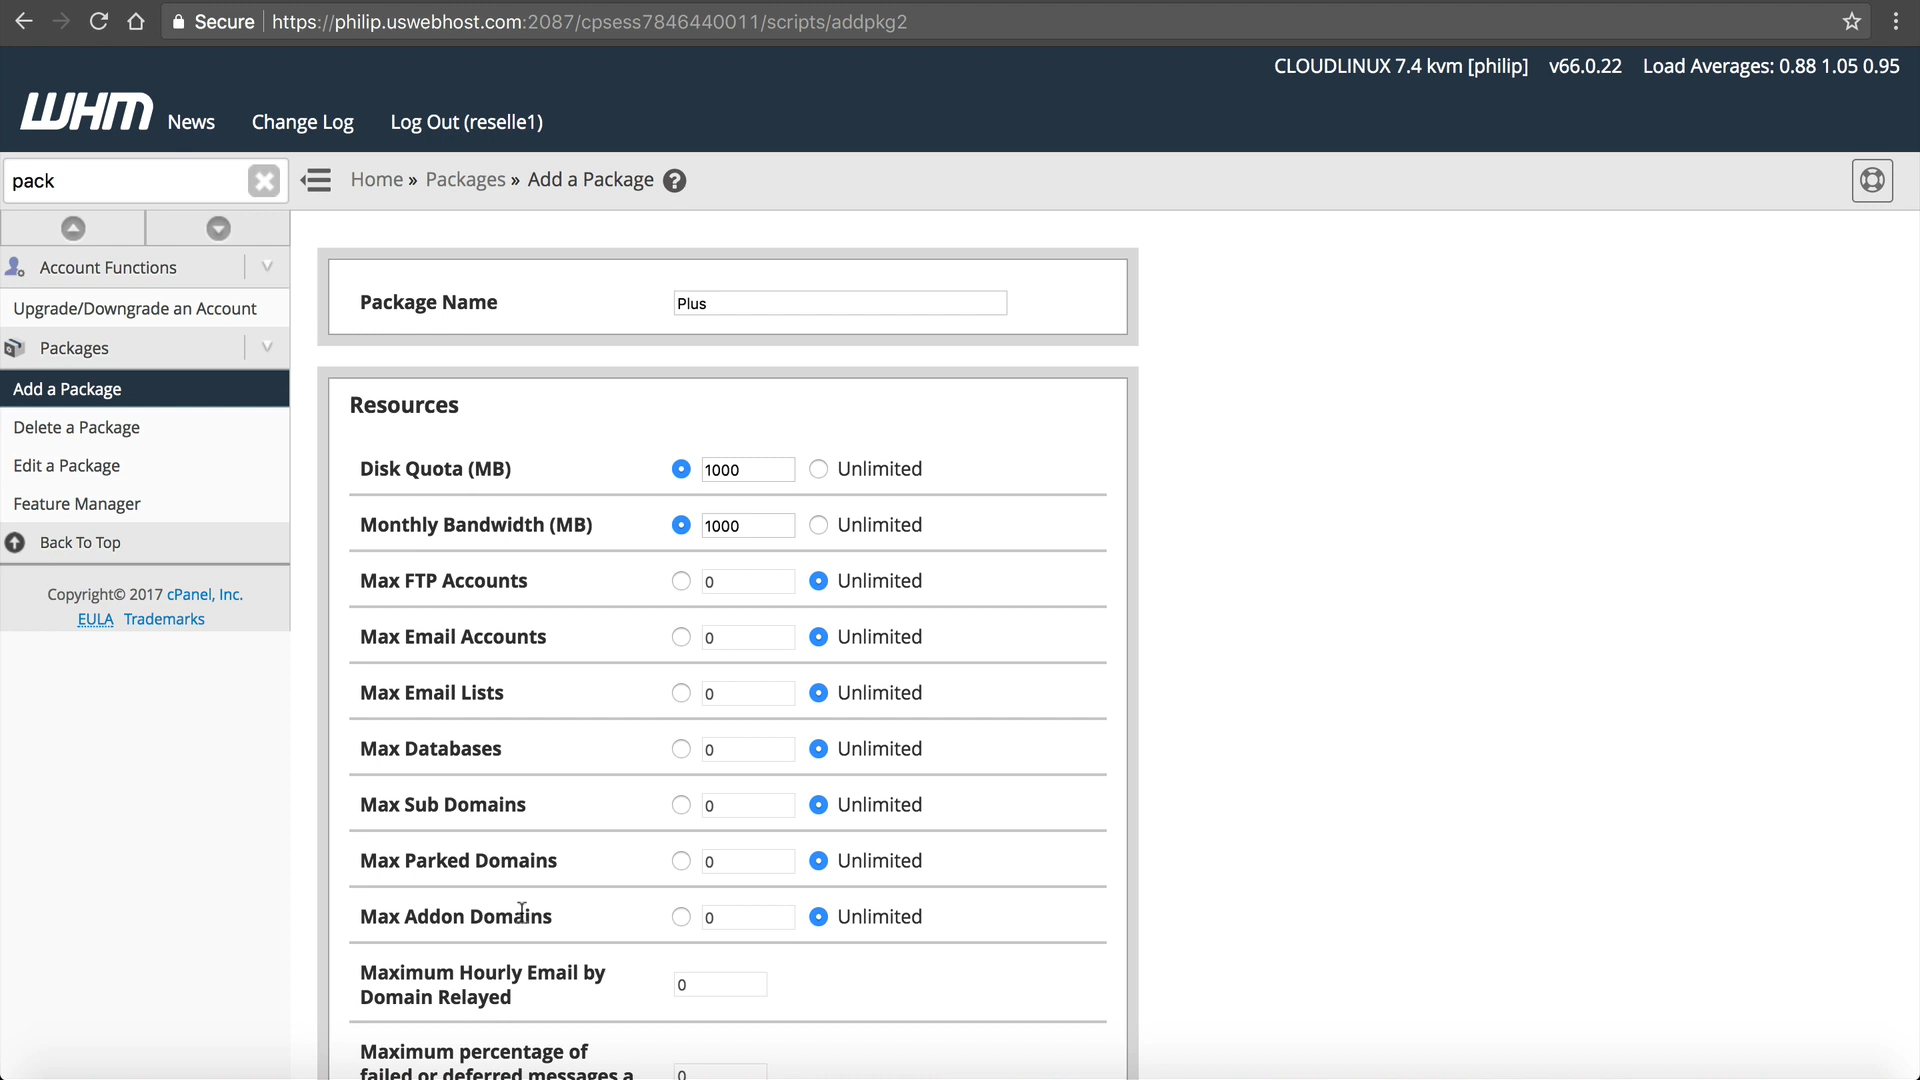 Secure https://philip.uswebhost.com:2087/cpsess7846440011/scripts/addpkg2
CLOUDLINUX 7.4 kvm [philip] v66.0.22 Load Averages: 0.88 1.05 0.95
WHM News Change Log Log Out (reselle1)
pack
Home » Packages » Add a Package ?
Account Functions
Upgrade/Downgrade an Account
Packages
Add a Package
Delete a Package
Edit a Package
Feature Manager
Back To Top
Copyright© 2017 cPanel, Inc.
EULA Trademarks
Package Name Plus
Resources
Disk Quota (MB) 1000 Unlimited
Monthly Bandwidth (MB) 1000 Unlimited
Max FTP Accounts 0 Unlimited
Max Email Accounts 0 Unlimited
Max Email Lists 0 Unlimited
Max Databases 0 Unlimited
Max Sub Domains 0 Unlimited
Max Parked Domains 0 Unlimited
Max Addon Domains 0 Unlimited
Maximum Hourly Email by
Domain Relayed 0
Maximum percentage of
failed or deferred messages a 0